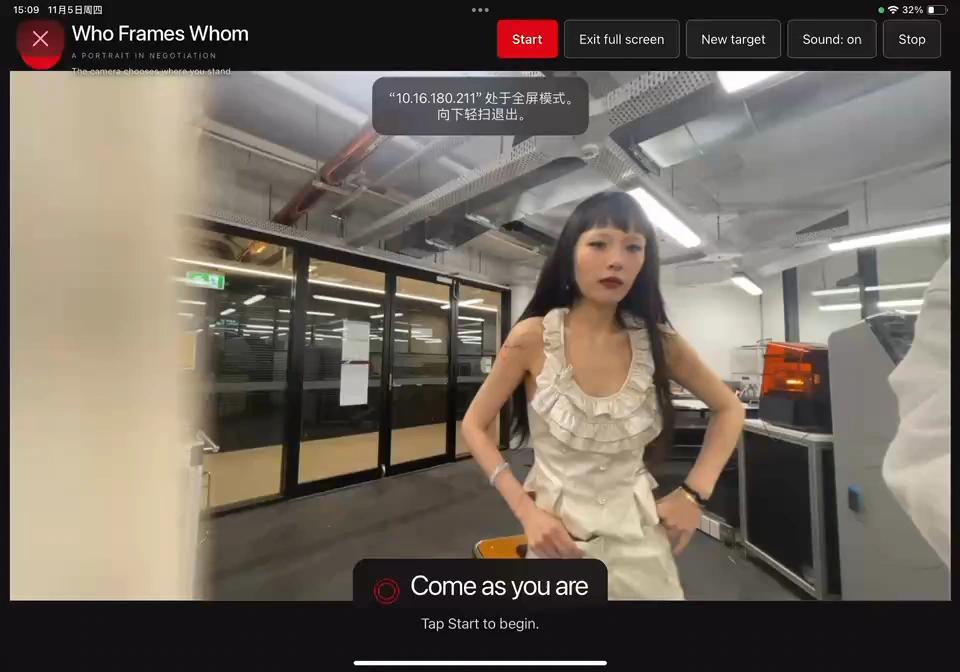 15:09 11月5日周四
32%
Who Frames Whom
A PORTRAIT IN NEGOTIATION
The camera chooses where you stand.
Start
Exit full screen
New target
Sound: on
Stop
“10.16.180.211”处于全屏模式。
向下轻扫退出。
Come as you are
Tap Start to begin.